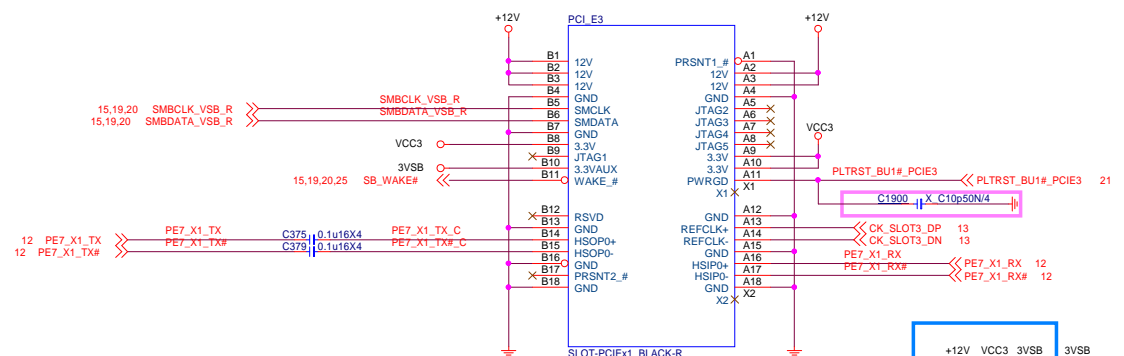 PCI_E3
+12V +12V
B1 12V PRSNT1_# A1
B2 12V 12V A2
B3 12V 12V A3
B4 GND GND A4
15,19,20 SMBCLK_VSB_R SMBCLK_VSB_R B5 SMCLK JTAG2 A5
15,19,20 SMBDATA_VSB_R SMBDATA_VSB_R B6 SMDATA JTAG3 A6
B7 GND JTAG4 A7
VCC3 B8 3.3V JTAG5 A8 VCC3
B9 JTAG1 3.3V A9
3VSB B10 3.3VAUX 3.3V A10
15,19,20,25 SB_WAKE# B11 WAKE_# PWRGD A11 PLTRST_BU1#_PCIE3 PLTRST_BU1#_PCIE3 21
X1 X1
C1900 X_C10p50N/4
B12 RSVD GND A12
B13 GND REFCLK+ A13 CK_SLOT3_DP 13
12 PE7_X1_TX PE7_X1_TX C375 0.1u16X4 PE7_X1_TX_C B14 HSOP0+ REFCLK- A14 CK_SLOT3_DN 13
12 PE7_X1_TX# PE7_X1_TX# C379 0.1u16X4 PE7_X1_TX#_C B15 HSOP0- GND A15
B16 GND HSIP0+ A16 PE7_X1_RX PE7_X1_RX 12
B17 PRSNT2_# HSIP0- A17 PE7_X1_RX# PE7_X1_RX# 12
B18 GND GND A18
X2 X2
SLOT-PCIEx1_BLACK-R
+12V VCC3 3VSB 3VSB